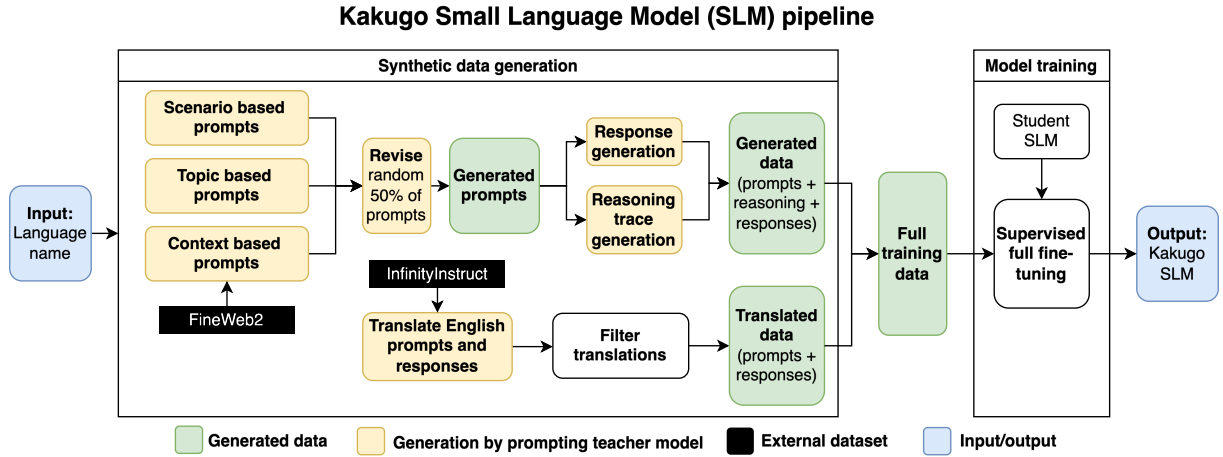 Kakugo Small Language Model (SLM) pipeline
Synthetic data generation
Model training
Input:
Language
name
Scenario based
prompts
Topic based
prompts
Context based
prompts
FineWeb2
Revise
random
50% of
prompts
Generated
prompts
Response
generation
Reasoning
trace
generation
Generated
data
(prompts +
reasoning +
responses)
InfinityInstruct
Translate English
prompts and
responses
Filter
translations
Translated
data
(prompts +
responses)
Full
training
data
Student
SLM
Supervised
full fine-
tuning
Output:
Kakugo
SLM
Generated data
Generation by prompting teacher model
External dataset
Input/output